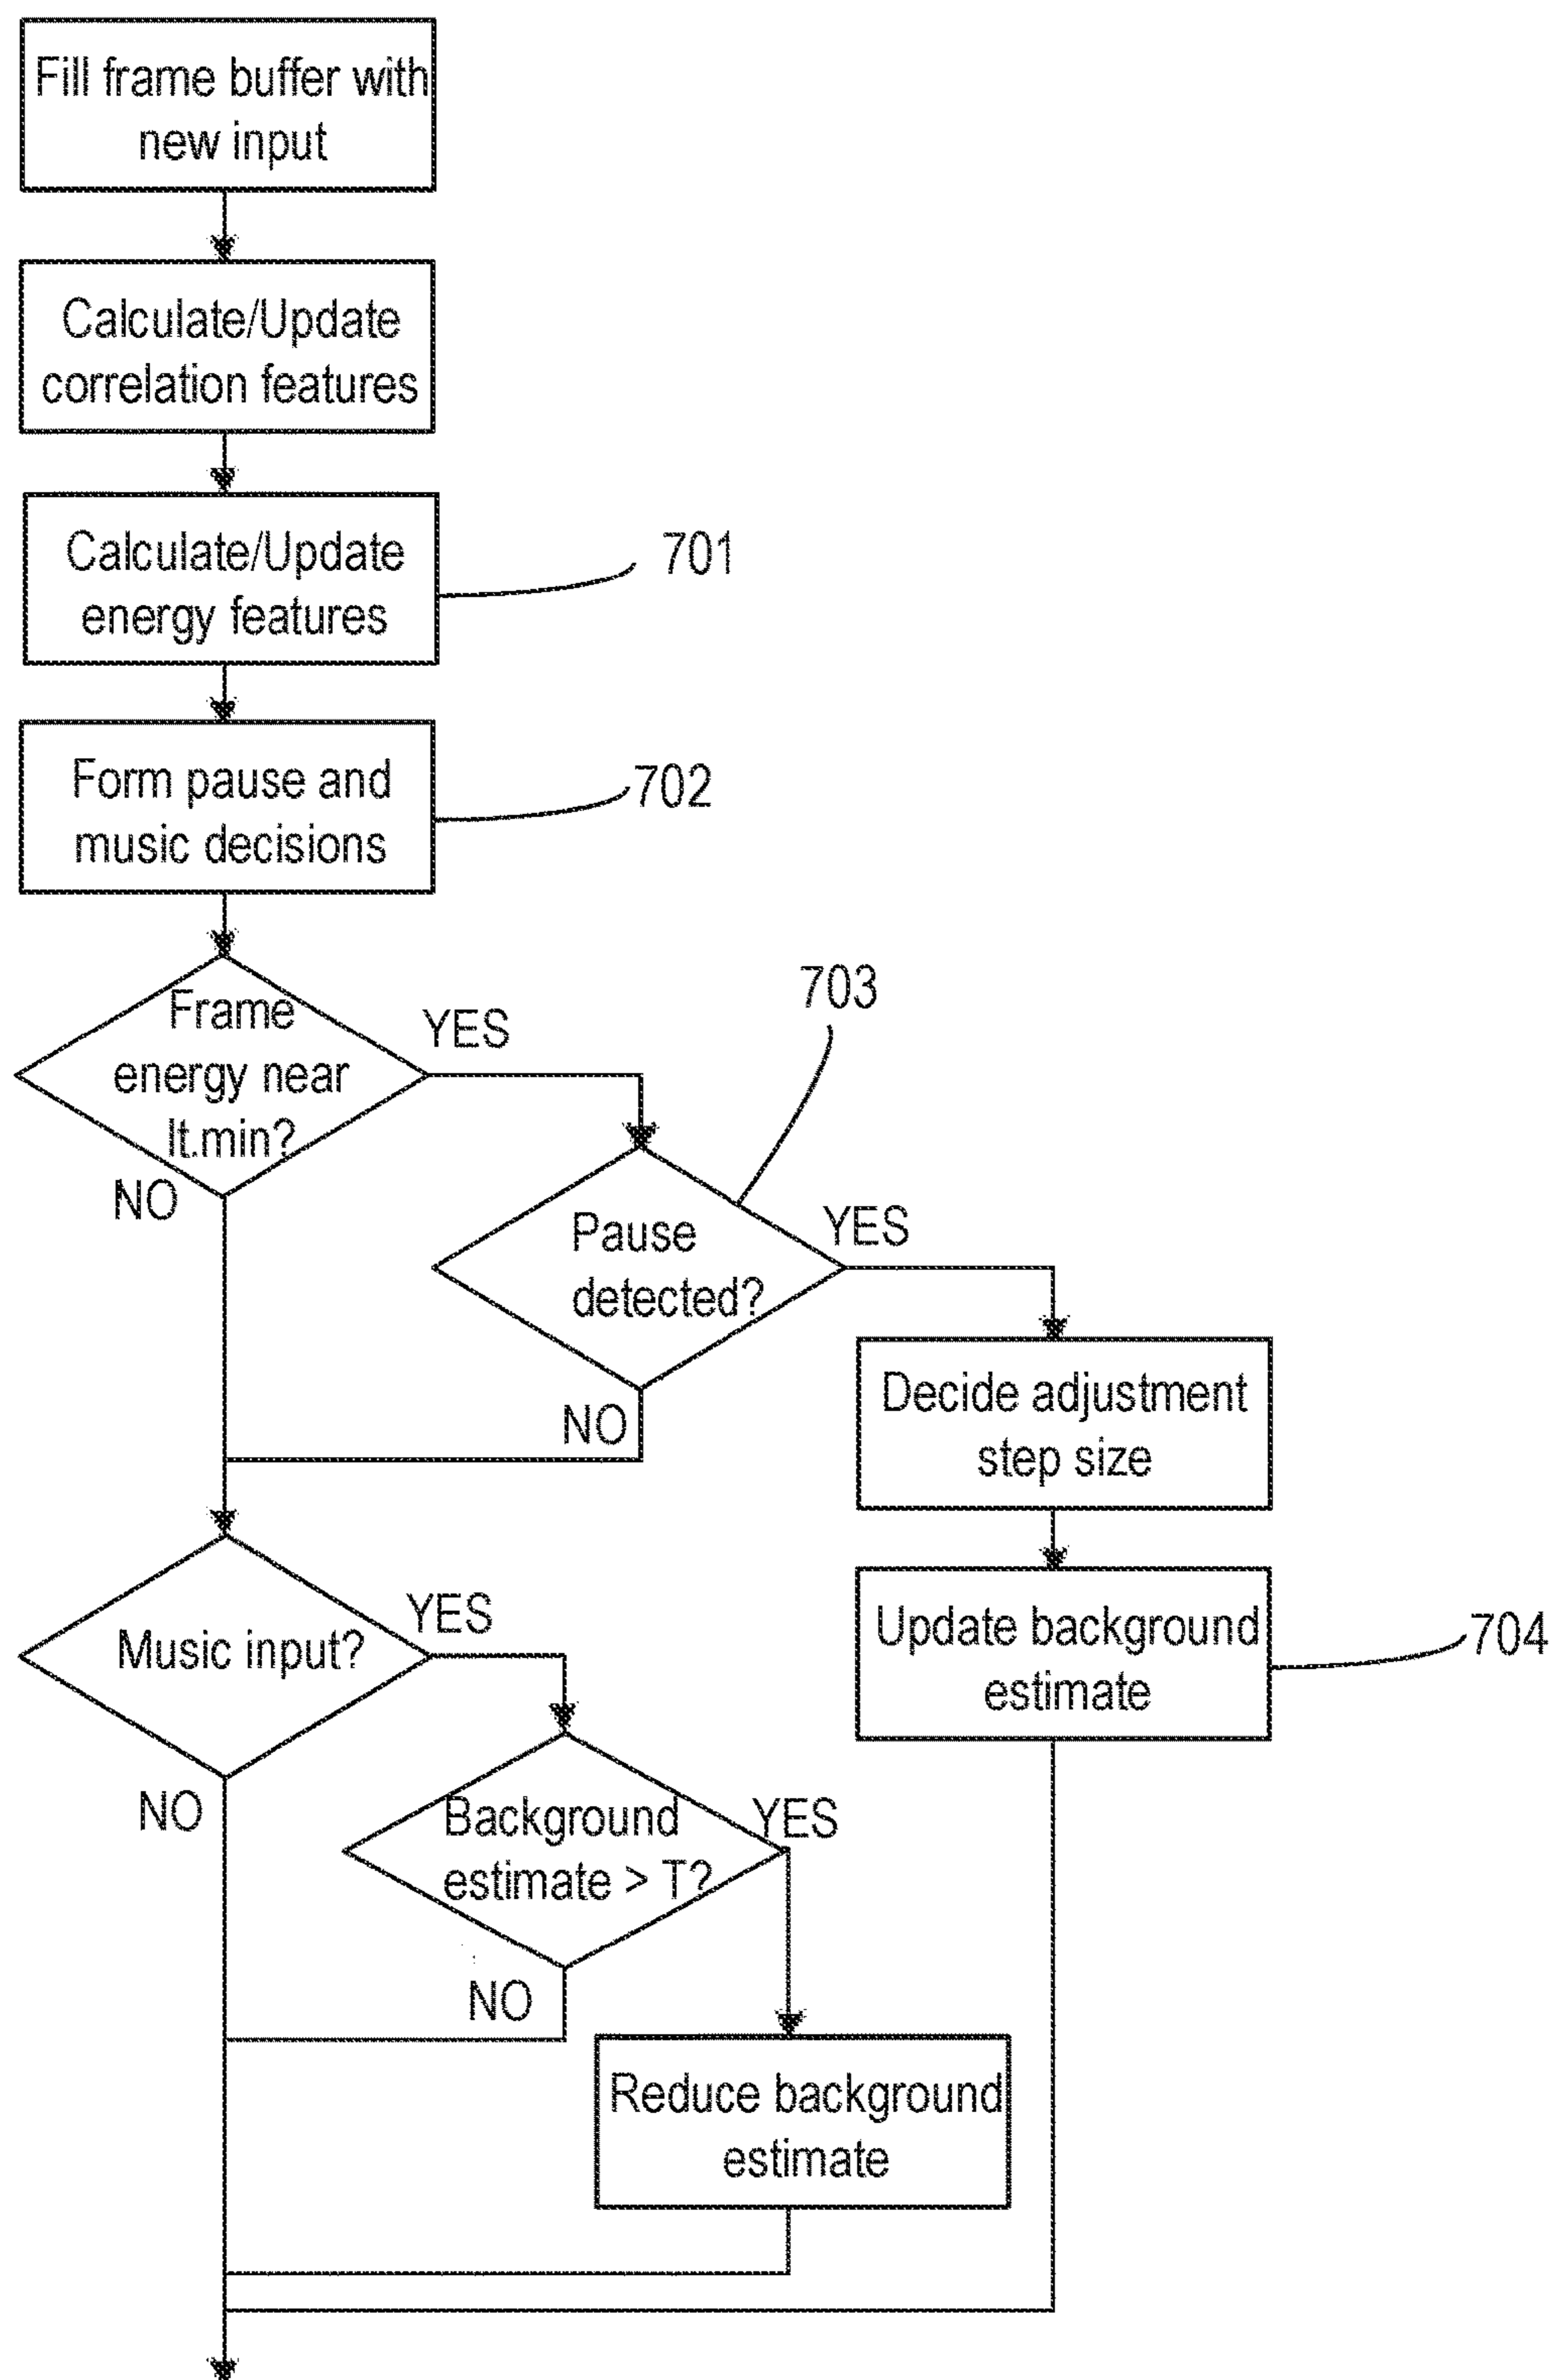 Fill frame buffer with
new input
Calculate/Update
correlation features
Calculate/Update
energy features
701
Form pause and
music decisions
702
Frame
energy near
lt.min?
YES
NO
703
Pause
detected?
YES
NO
Decide adjustment
step size
Update background
estimate
704
Music input?
YES
NO
Background
estimate > T?
YES
NO
Reduce background
estimate